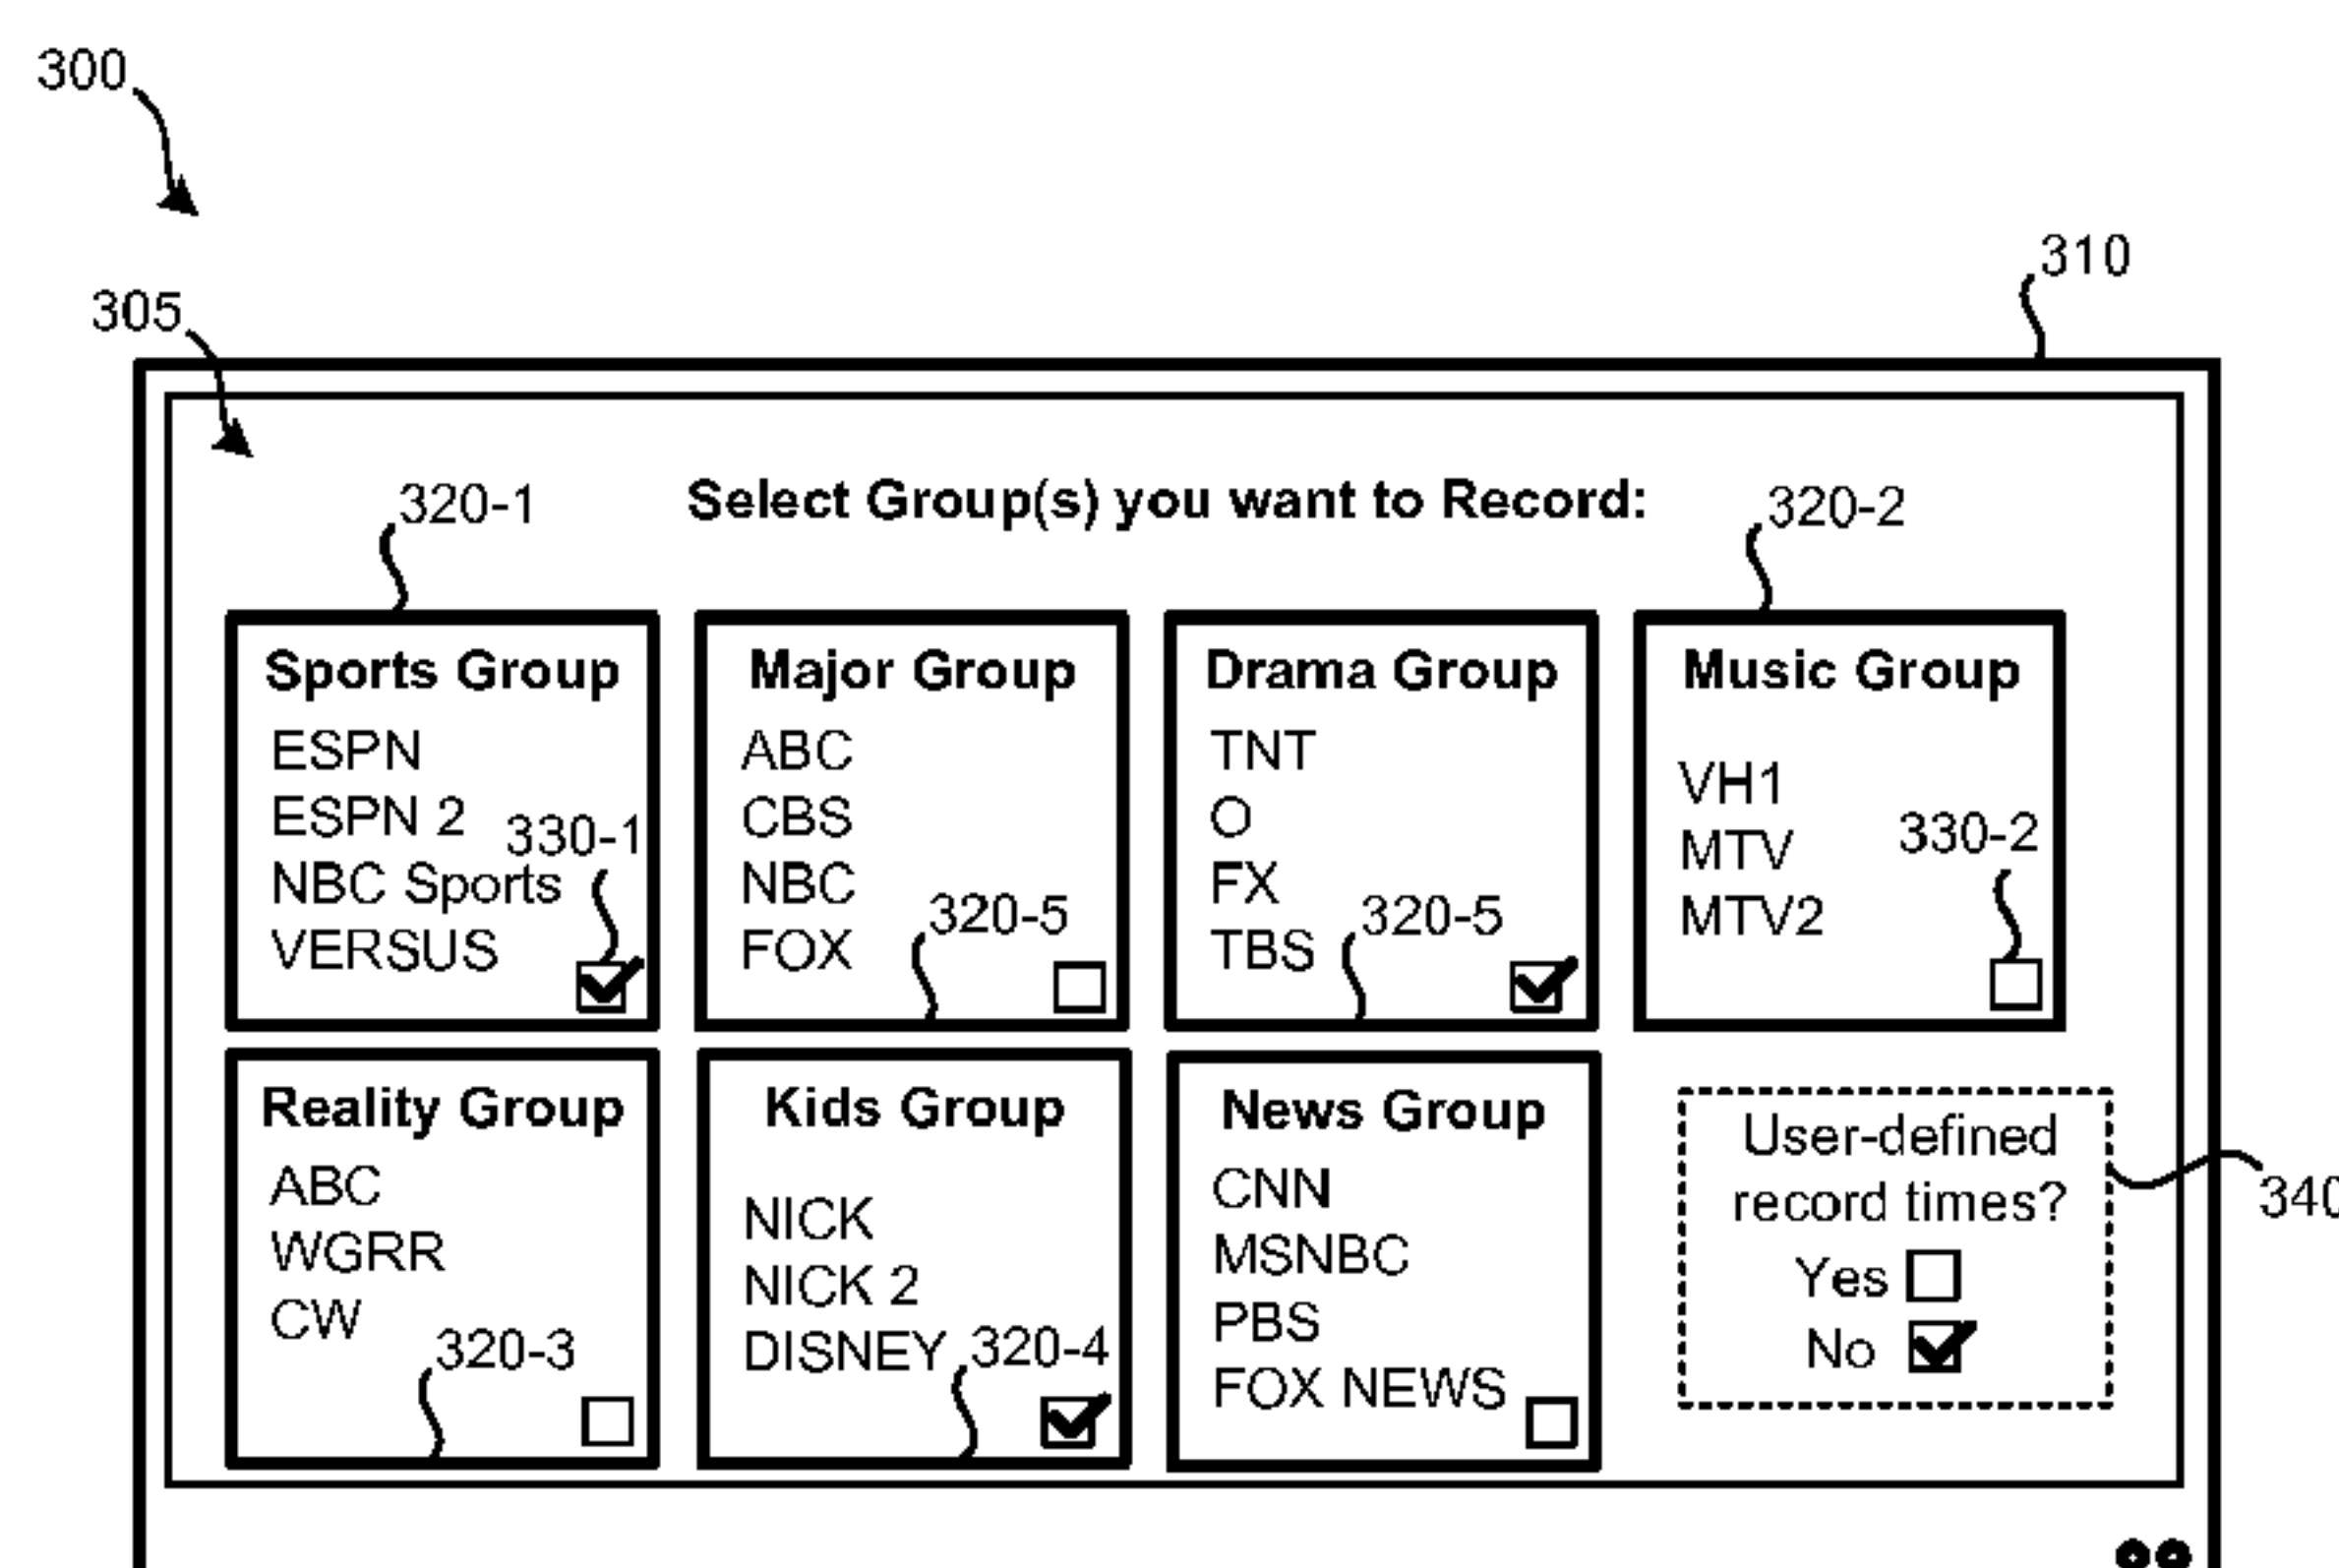 300
310
305
320-1
Select Group(s) you want to Record:
320-2
Sports Group
ESPN
ESPN 2
330-1
NBC Sports
VERSUS
Major Group
ABC
CBS
NBC
320-5
FOX
Drama Group
TNT
O
FX
320-5
TBS
Music Group
VH1
MTV
330-2
MTV2
Reality Group
ABC
WGRR
CW
320-3
Kids Group
NICK
NICK 2
DISNEY
320-4
News Group
CNN
MSNBC
PBS
FOX NEWS
User-defined
record times?
Yes
No
340